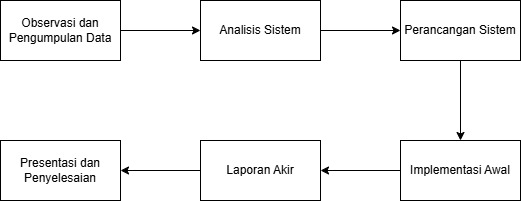 Observasi dan
Pengumpulan Data
Analisis Sistem
Perancangan Sistem
Presentasi dan
Penyelesaian
Laporan Akir
Implementasi Awal